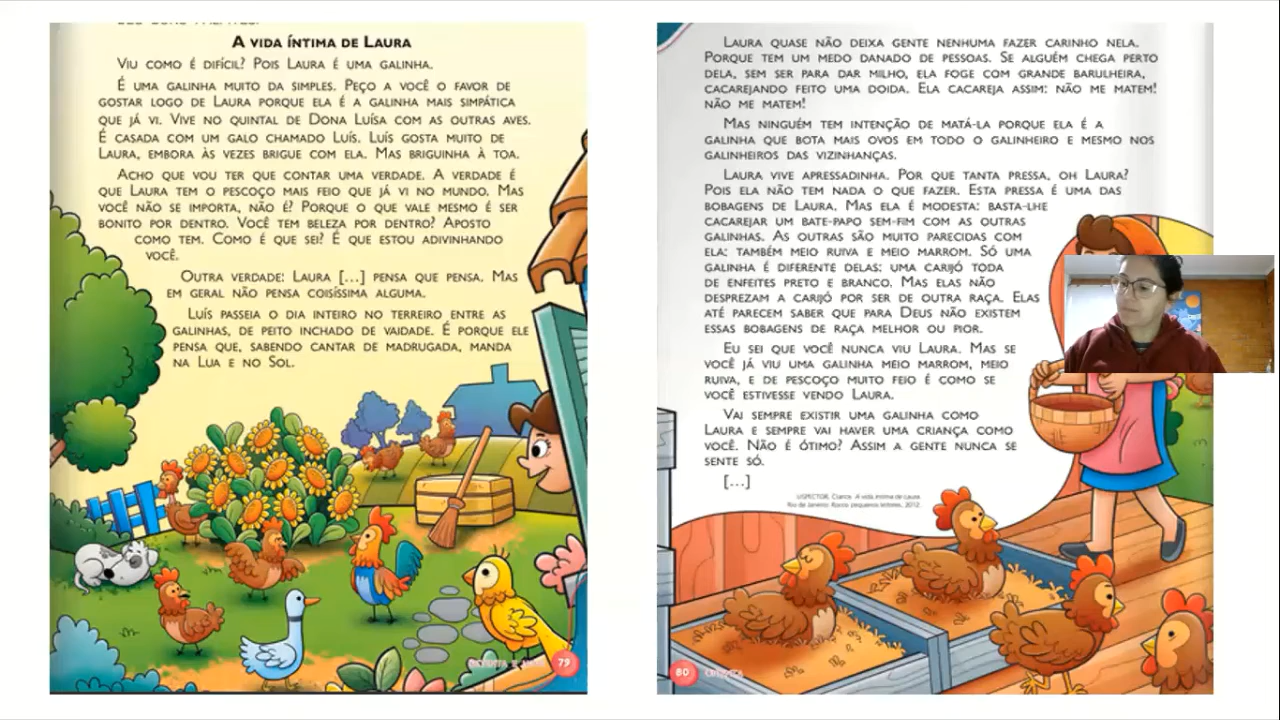 A VIDA ÍNTIMA DE LAURA
VIU COMO É DIFÍCIL? POIS LAURA É UMA GALINHA.
É UMA GALINHA MUITO DA SIMPLES. PEÇO A VOCÊ O FAVOR DE
GOSTAR LOGO DE LAURA PORQUE ELA É A GALINHA MAIS SIMPÁTICA
QUE JÁ VI. VIVE NO QUINTAL DE DONA LUÍSA COM AS OUTRAS AVES.
É CASADA COM UM GALO CHAMADO LUÍS. LUÍS GOSTA MUITO DE
LAURA, EMBORA ÀS VEZES BRIGUE COM ELA. MAS BRIGUINHA À TOA.
ACHO QUE VOU TER QUE CONTAR UMA VERDADE. A VERDADE É
QUE LAURA TEM O PESCOÇO MAIS FEIO QUE JÁ VI NO MUNDO. MAS
VOCÊ NÃO SE IMPORTA, NÃO É? PORQUE O QUE VALE MESMO É SER
BONITO POR DENTRO. VOCÊ TEM BELEZA POR DENTRO? APOSTO
COMO TEM. COMO É QUE SEI? É QUE ESTOU ADIVINHANDO
VOCÊ.
OUTRA VERDADE: LAURA [...] PENSA QUE PENSA. MAS
EM GERAL NÃO PENSA COISÍSSIMA ALGUMA.
LUÍS PASSEIA O DIA INTEIRO NO TERREIRO ENTRE AS
GALINHAS, DE PEITO INCHADO DE VAIDADE. É PORQUE ELE
PENSA QUE, SABENDO CANTAR DE MADRUGADA, MANDA
NA LUA E NO SOL.
79
LAURA QUASE NÃO DEIXA GENTE NENHUMA FAZER CARINHO NELA.
PORQUE TEM UM MEDO DANADO DE PESSOAS. SE ALGUÉM CHEGA PERTO
DELA, SEM SER PARA DAR MILHO, ELA FOGE COM GRANDE BARULHEIRA,
CACAREJANDO FEITO UMA DOIDA. ELA CACAREJA ASSIM: NÃO ME MATEM!
NÃO ME MATEM!
MAS NINGUÉM TEM INTENÇÃO DE MATÁ-LA PORQUE ELA É A
GALINHA QUE BOTA MAIS OVOS EM TODO O GALINHEIRO E MESMO NOS
GALINHEIROS DAS VIZINHANÇAS.
LAURA VIVE APRESSADINHA. POR QUE TANTA PRESSA, OH LAURA?
POIS ELA NÃO TEM NADA O QUE FAZER. ESTA PRESSA É UMA DAS
BOBAGENS DE LAURA. MAS ELA É MODESTA: BASTA-LHE
CACAREJAR UM BATE-PAPO SEM-FIM COM AS OUTRAS
GALINHAS. AS OUTRAS SÃO MUITO PARECIDAS COM
ELA: TAMBÉM MEIO RUIVA E MEIO MARROM. SÓ UMA
GALINHA É DIFERENTE DELAS: UMA CARIJÓ TODA
DE ENFEITES PRETO E BRANCO. MAS ELAS NÃO
DESPREZAM A CARIJÓ POR SER DE OUTRA RAÇA. ELAS
ATÉ PARECEM SABER QUE PARA DEUS NÃO EXISTEM
ESSAS BOBAGENS DE RAÇA MELHOR OU PIOR.
EU SEI QUE VOCÊ NUNCA VIU LAURA. MAS SE
VOCÊ JÁ VIU UMA GALINHA MEIO MARROM, MEIO
RUIVA, E DE PESCOÇO MUITO FEIO É COMO SE
VOCÊ ESTIVESSE VENDO LAURA.
VAI SEMPRE EXISTIR UMA GALINHA COMO
LAURA E SEMPRE VAI HAVER UMA CRIANÇA COMO
VOCÊ. NÃO É ÓTIMO? ASSIM A GENTE NUNCA SE
SENTE SÓ.
[...]
LISPECTOR, Clarice. A vida íntima de Laura.
Rio de Janeiro: Rocco pequenos leitores, 2012.
80